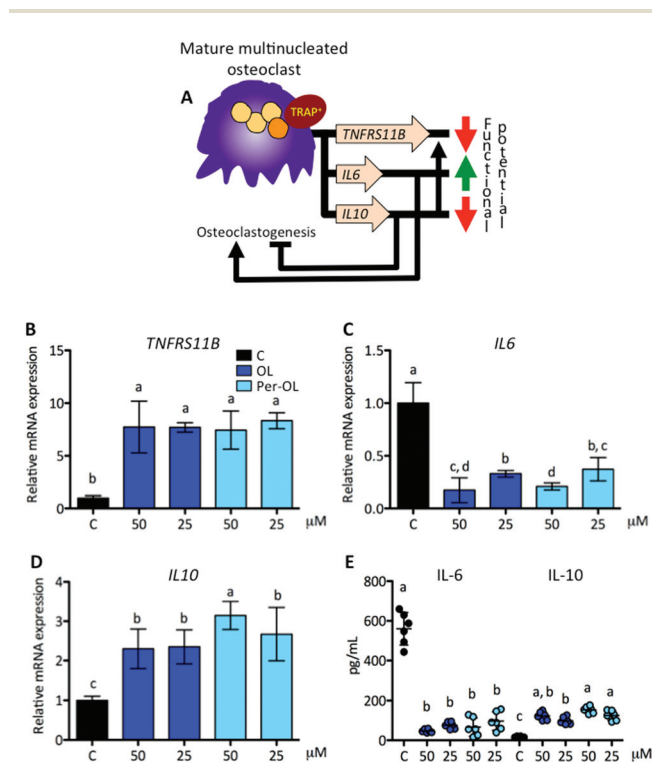 Mature multinucleated
osteoclast
A
TRAP+
TNFRS11B
IL6
IL10
Functional
potential
Osteoclastogenesis
B
TNFRS11B
Relative mRNA expression
15
10
5
0
C
OL
Per-OL
b
a
a
a
a
C
50
25
50
25
μM
C
IL6
Relative mRNA expression
1.5
1.0
0.5
0.0
a
c, d
b
d
b, c
C
50
25
50
25
μM
D
IL10
Relative mRNA expression
4
3
2
1
0
c
b
b
a
b
C
50
25
50
25
μM
E
IL-6
IL-10
pg/mL
800
600
400
200
0
a
b
b
b
b
c
a, b
b
a
a
C
50
25
50
25
C
50
25
50
25
μM